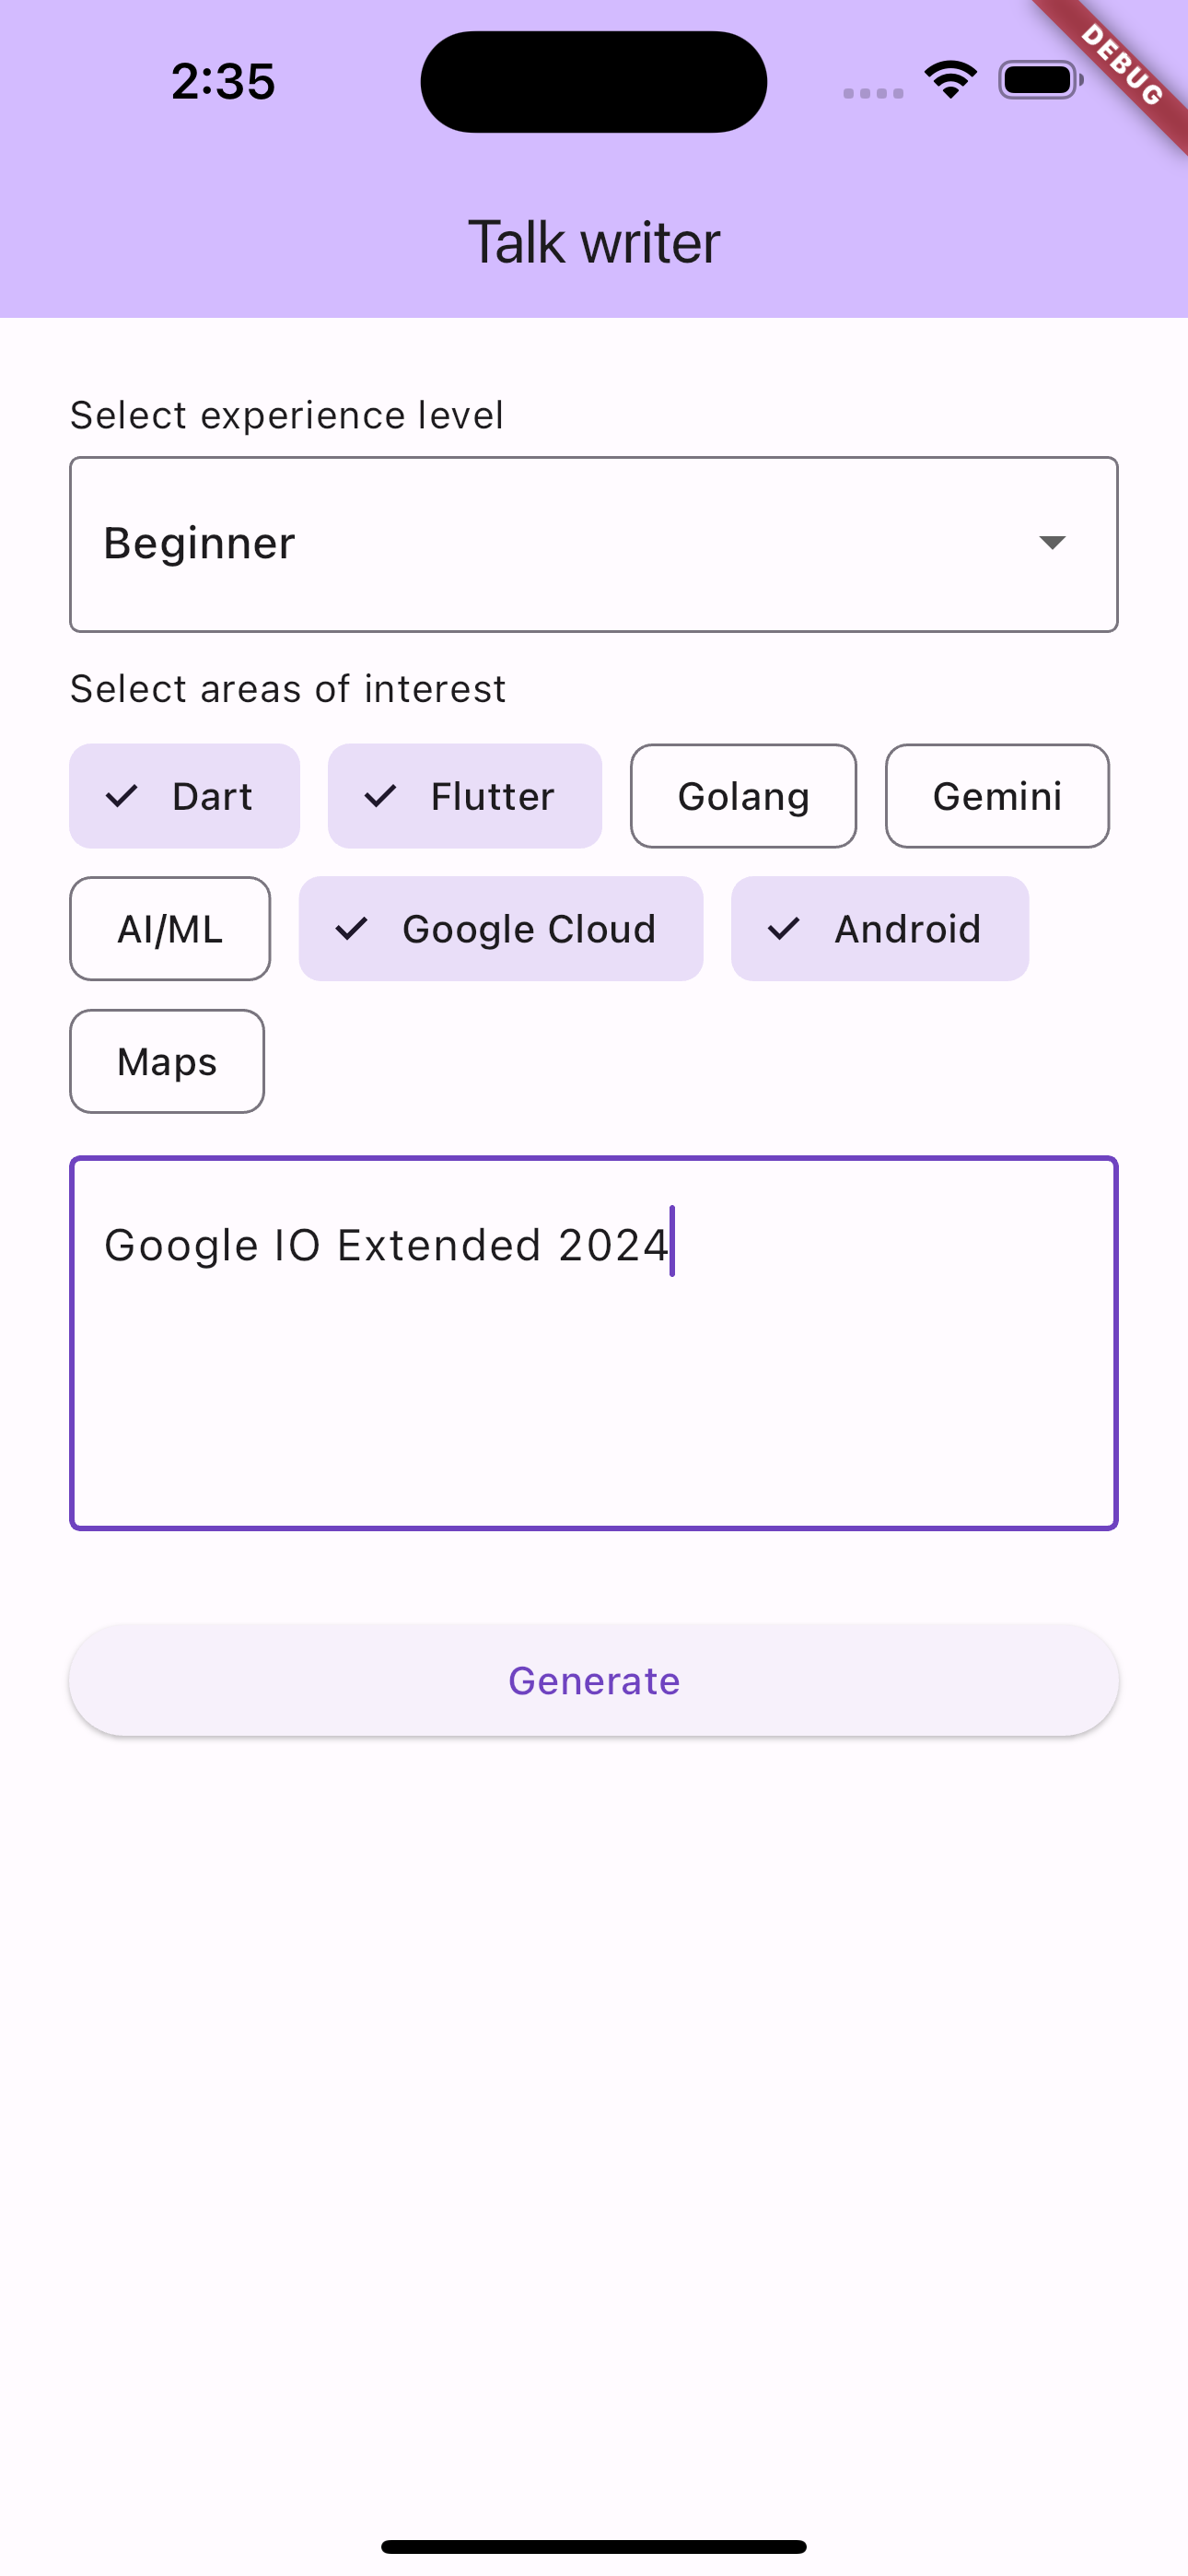 2:35
DEBUG
Talk writer
Select experience level
Beginner
Select areas of interest
Dart Flutter Golang Gemini
AI/ML Google Cloud Android
Maps
Google IO Extended 2024
Generate